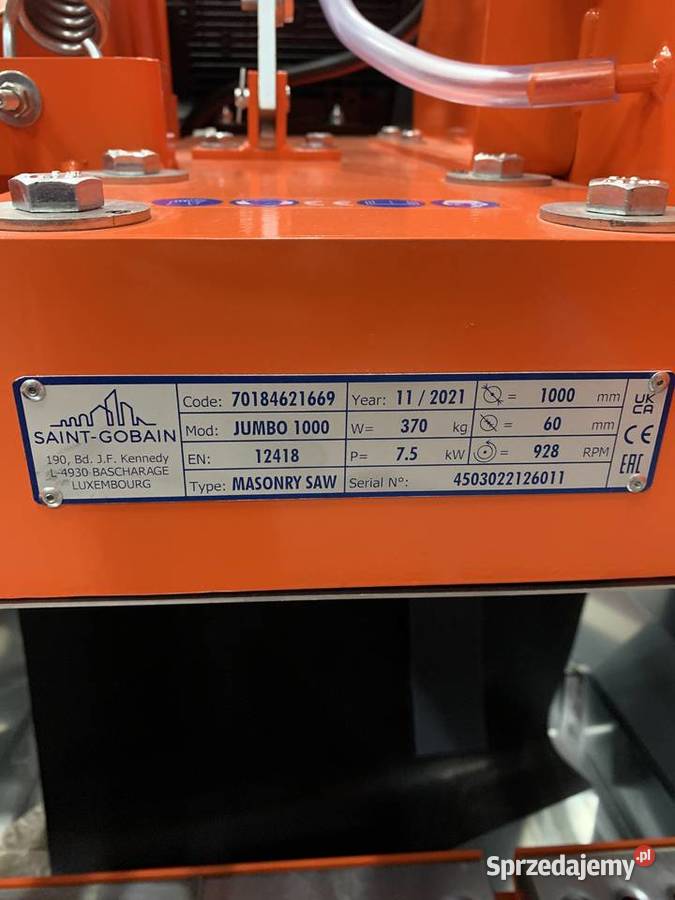 SAINT-GOBAIN
190, Bd. J.F. Kennedy
L-4930 BASCHARAGE
LUXEMBOURG
Code: 70184621669
Mod: JUMBO 1000
EN: 12418
Type: MASONRY SAW
Year: 11 / 2021
W= 370 kg
P= 7.5 kW
Serial N°: 4503022126011
= 1000 mm
= 60 mm
= 928 RPM
UK
CA
CE
EAC
Sprzedajemy.pl